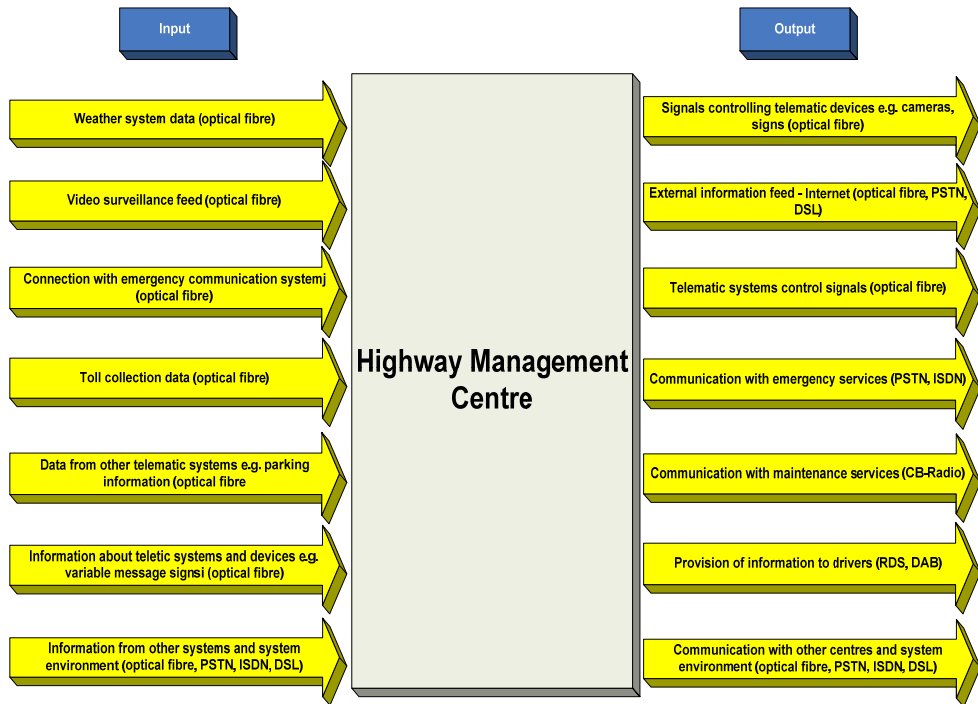 Input
Output
Weather system data (optical fibre)
Video surveillance feed (optical fibre)
Connection with emergency communication systemj
(optical fibre)
Toll collection data (optical fibre)
Data from other telematic systems e.g. parking
information (optical fibre
Information about teletic systems and devices e.g.
variable message signsi (optical fibre)
Information from other systems and system
environment (optical fibre, PSTN, ISDN, DSL)
Highway Management
Centre
Signals controlling telematic devices e.g. cameras,
signs (optical fibre)
External information feed - Internet (optical fibre, PSTN,
DSL)
Telematic systems control signals (optical fibre)
Communication with emergency services (PSTN, ISDN)
Communication with maintenance services (CB-Radio)
Provision of information to drivers (RDS, DAB)
Communication with other centres and system
environment (optical fibre, PSTN, ISDN, DSL)